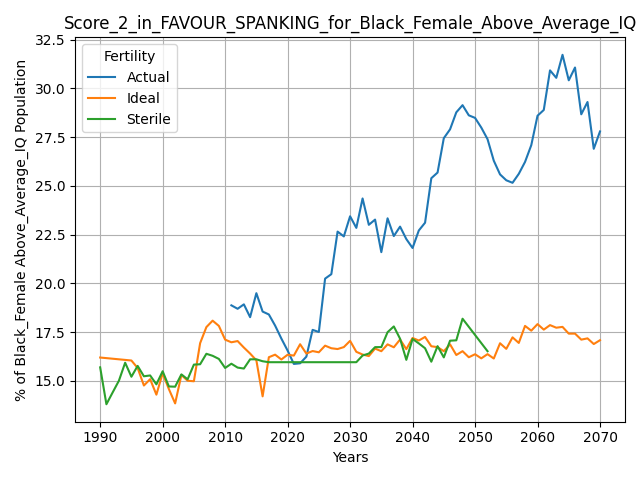 Score_2_in_FAVOUR_SPANKING_for_Black_Female_Above_Average_IQ
% of Black_Female Above_Average_IQ Population
32.5
30.0
27.5
25.0
22.5
20.0
17.5
15.0
Fertility
Actual
Ideal
Sterile
1990 2000 2010 2020 2030 2040 2050 2060 2070
Years